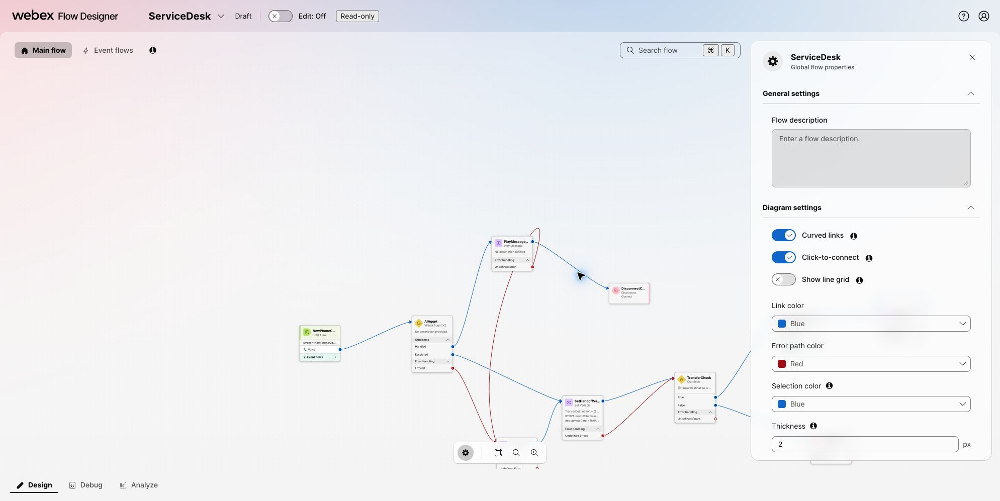 webex Flow Designer
ServiceDesk
Draft
Edit: Off
Read-only
Main flow
Event flows
Search flow
⌘ K
ServiceDesk
Global flow properties
General settings
Flow description
Enter a flow description.
Diagram settings
Curved links
Click-to-connect
Show line grid
Link color
Blue
Error path color
Red
Selection color
Blue
Thickness
2 px
PlayMessage...
Play Message
No description defined
Error handling
Undefined Error
DisconnectC...
Disconnect
Contact
NewPhoneC...
Start Flow
Event = NewPhoneCo...
Voice
Event flows
AIAgent
Virtual Agent V2
No description provided.
Outcomes
Handled
Escalated
Error handling
Errored
SetHandoffVa...
Set Variable
TranserDestination = {{ ...
BYOVAHandoffSummar...
debugMetaData = {{AIA...
Error handling
Undefined Errors
TransferCheck
Condition
{{TranserDestination is ...
True
False
Error handling
Undefined Errors
Undefined Error
Design
Debug
Analyze